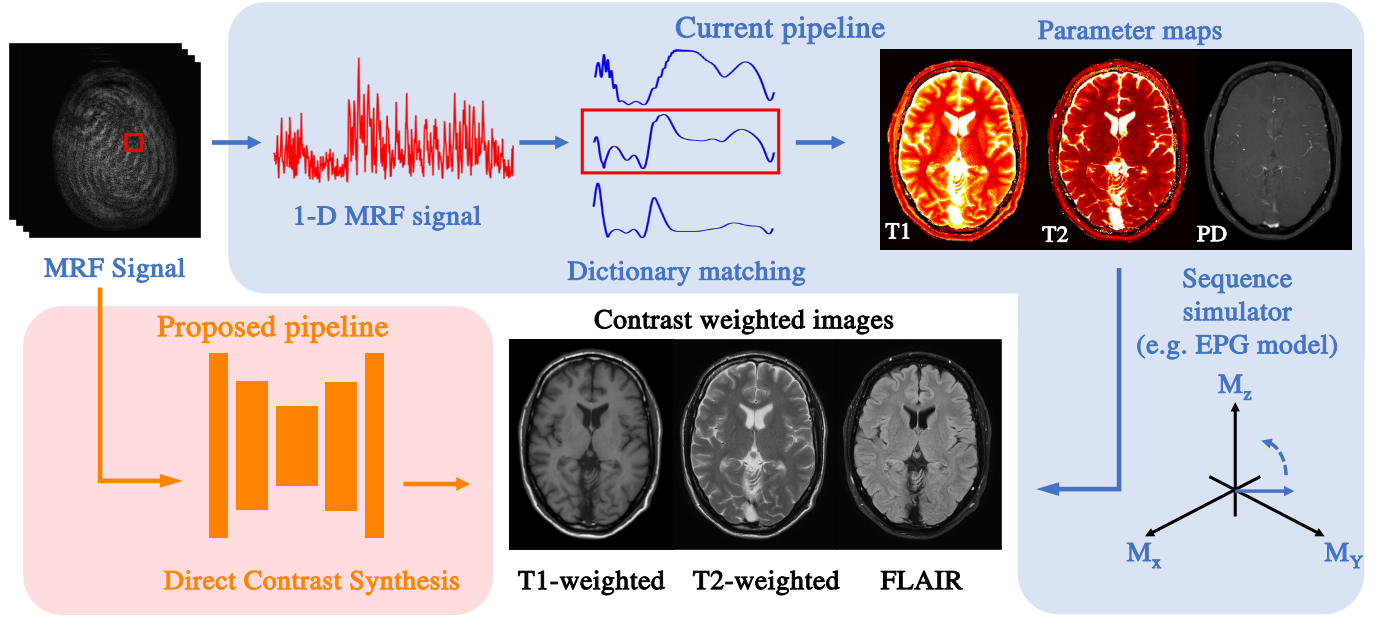 Current pipeline
Parameter maps
1-D MRF signal
Dictionary matching
T1
T2
PD
MRF Signal
Sequence
simulator
(e.g. EPG model)
Mz
Mx
MY
Proposed pipeline
Direct Contrast Synthesis
Contrast weighted images
T1-weighted
T2-weighted
FLAIR